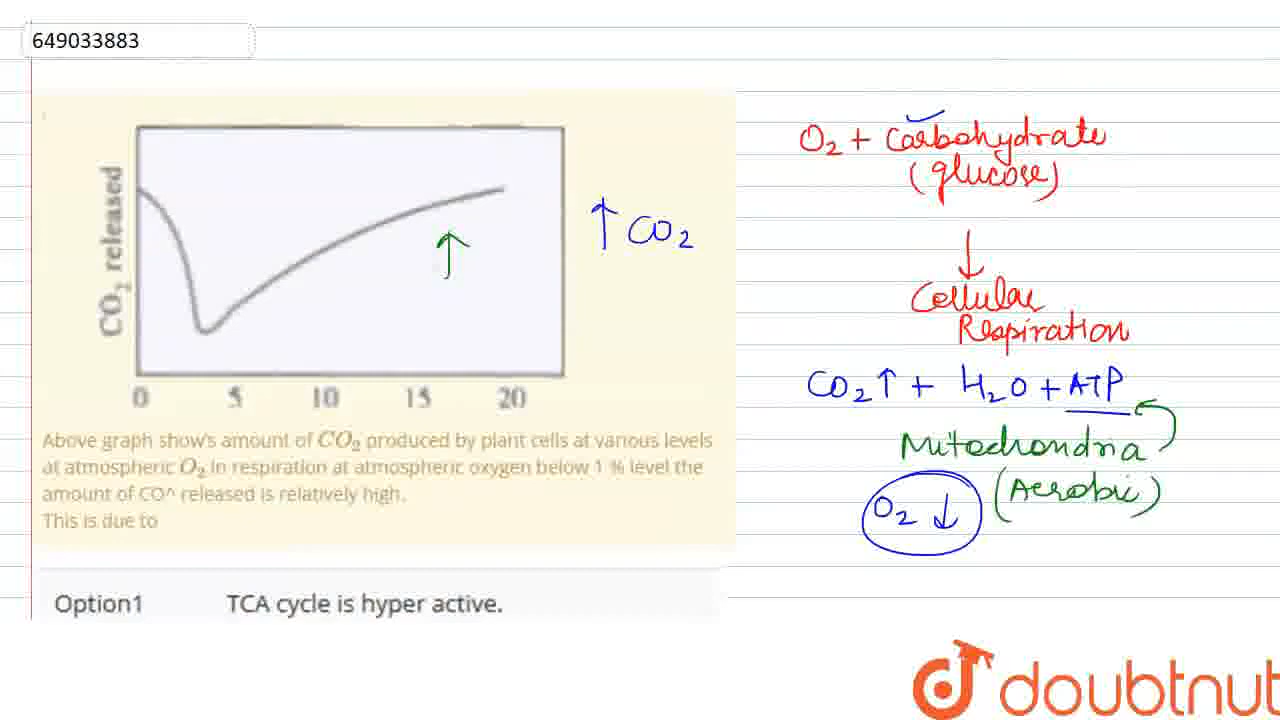 649033883
CO₂ released
0 5 10 15 20
↑ CO₂
Above graph show's amount of CO₂ produced by plant cells at various levels
at atmospheric O₂ in respiration at atmospheric oxygen below 1 % level the
amount of CO^ released is relatively high.
This is due to
Option1 TCA cycle is hyper active.
O₂ + Carbohydrate
(glucose)
Cellular
Respiration
CO₂↑ + H₂O + ATP
Mitochondria
(Aerobic)
O₂ ↓
doubtnut